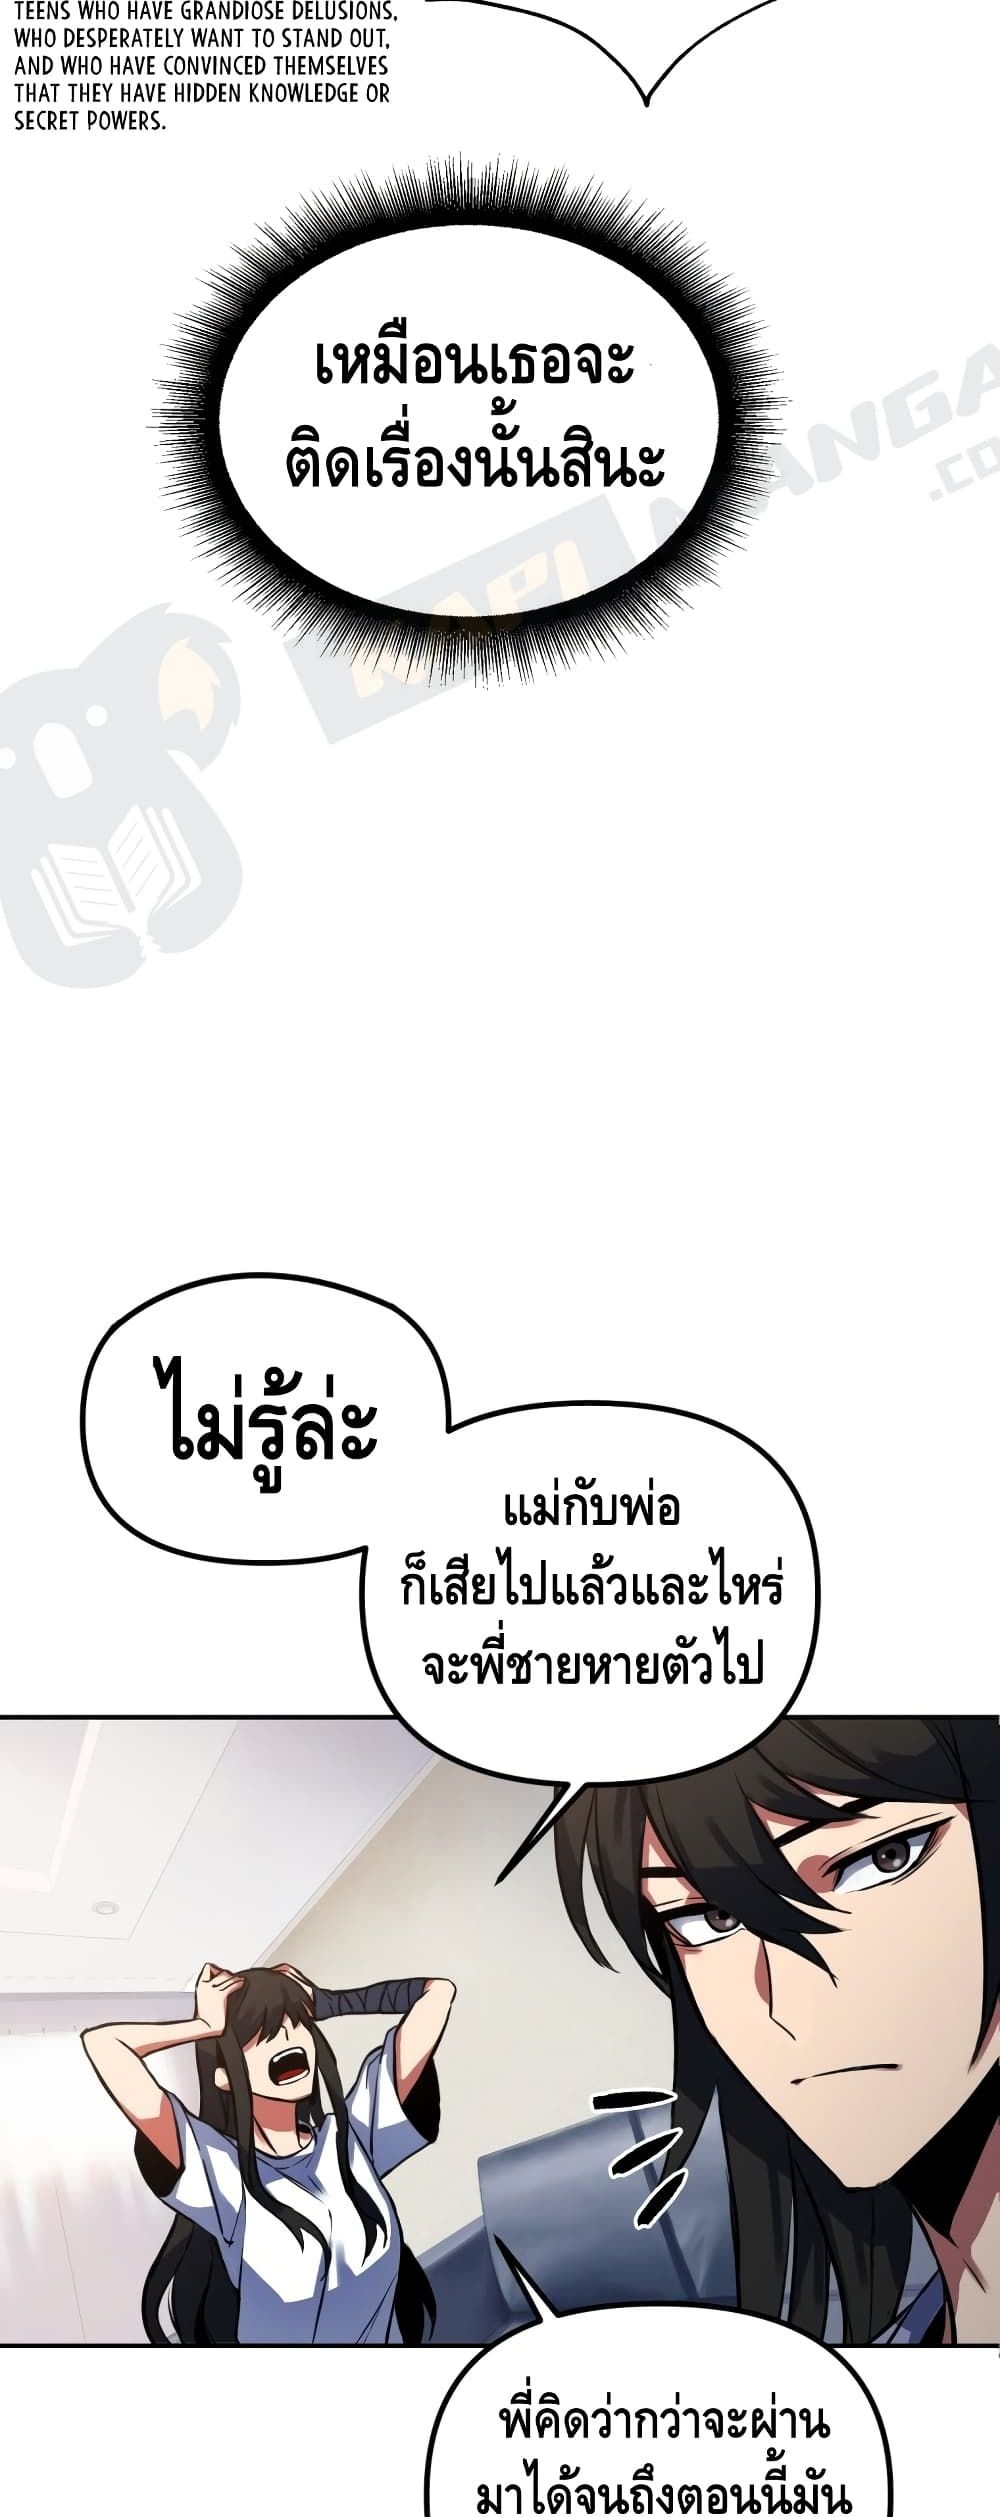 TEENS WHO HAVE GRANDIOSE DELUSIONS,
WHO DESPERATELY WANT TO STAND OUT,
AND WHO HAVE CONVINCED THEMSELVES
THAT THEY HAVE HIDDEN KNOWLEDGE OR
SECRET POWERS.
เหมือนเธอจะ
ติดเรื่องนั้นสินะ
KAPI MANGA
.CO
ไม่รู้ล่ะ
แม่กับพ่อ
ก็เสียไปแล้วและไหร่
จะพี่ชายหายตัวไป
พี่คิดว่ากว่าจะผ่าน
มาได้จนถึงตอนนี้มัน